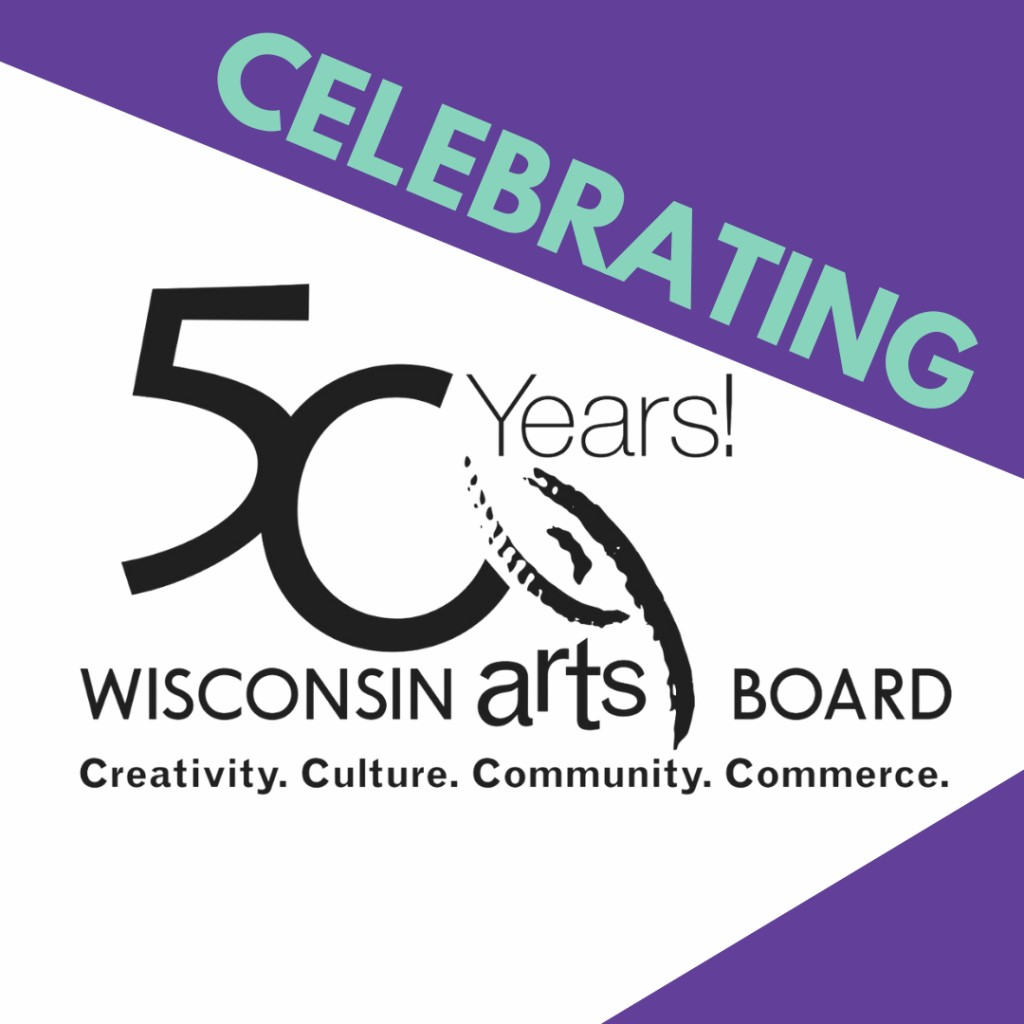 CELEBRATING
50 Years!
WISCONSIN arts BOARD
Creativity. Culture. Community. Commerce.